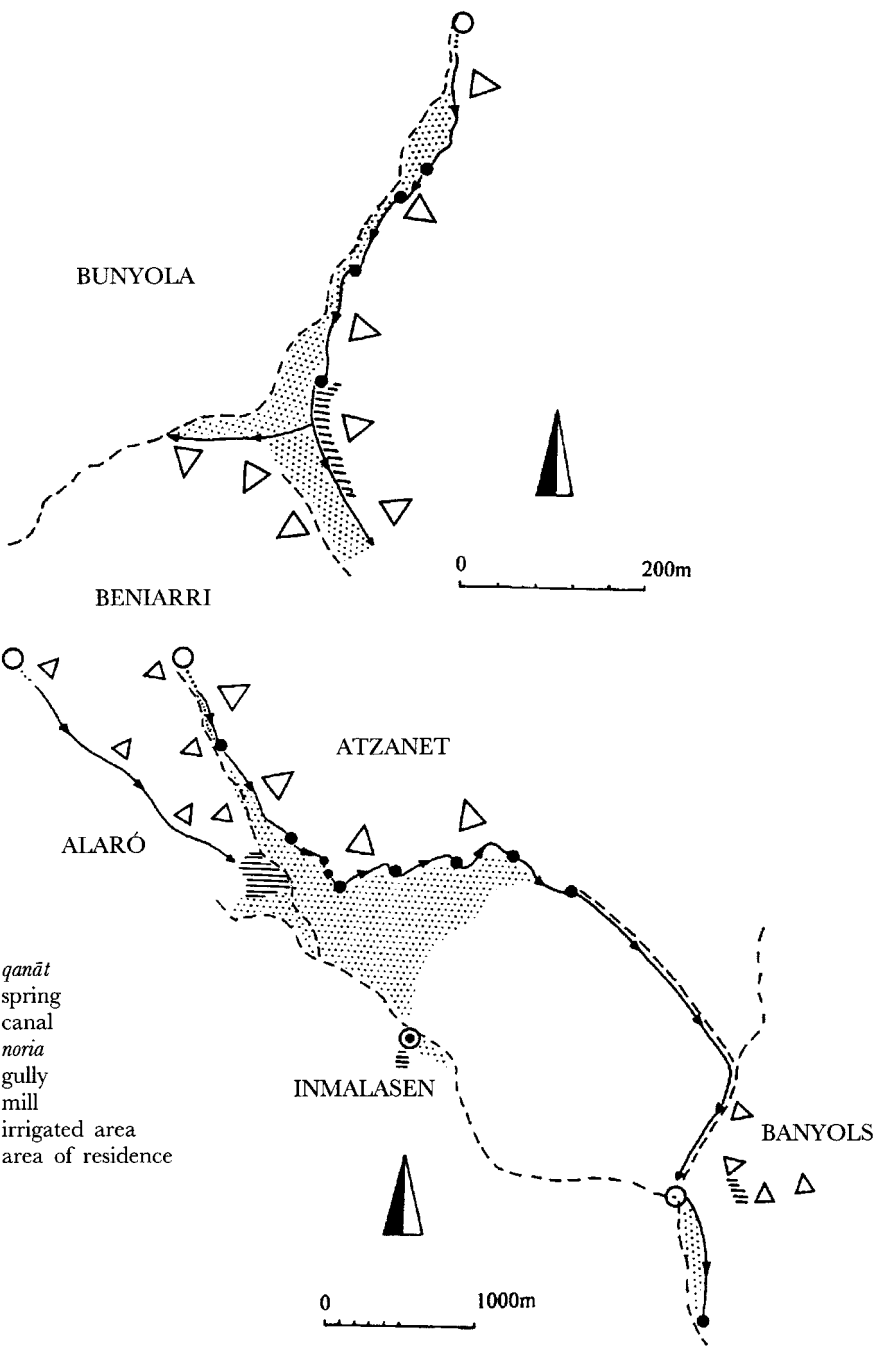 BUNYOLA
0 200m
BENIARRI
ATZANET
ALARÓ
qanāt
spring
canal
noria
gully
mill
irrigated area
area of residence
INMALASEN
BANYOLS
0 1000m